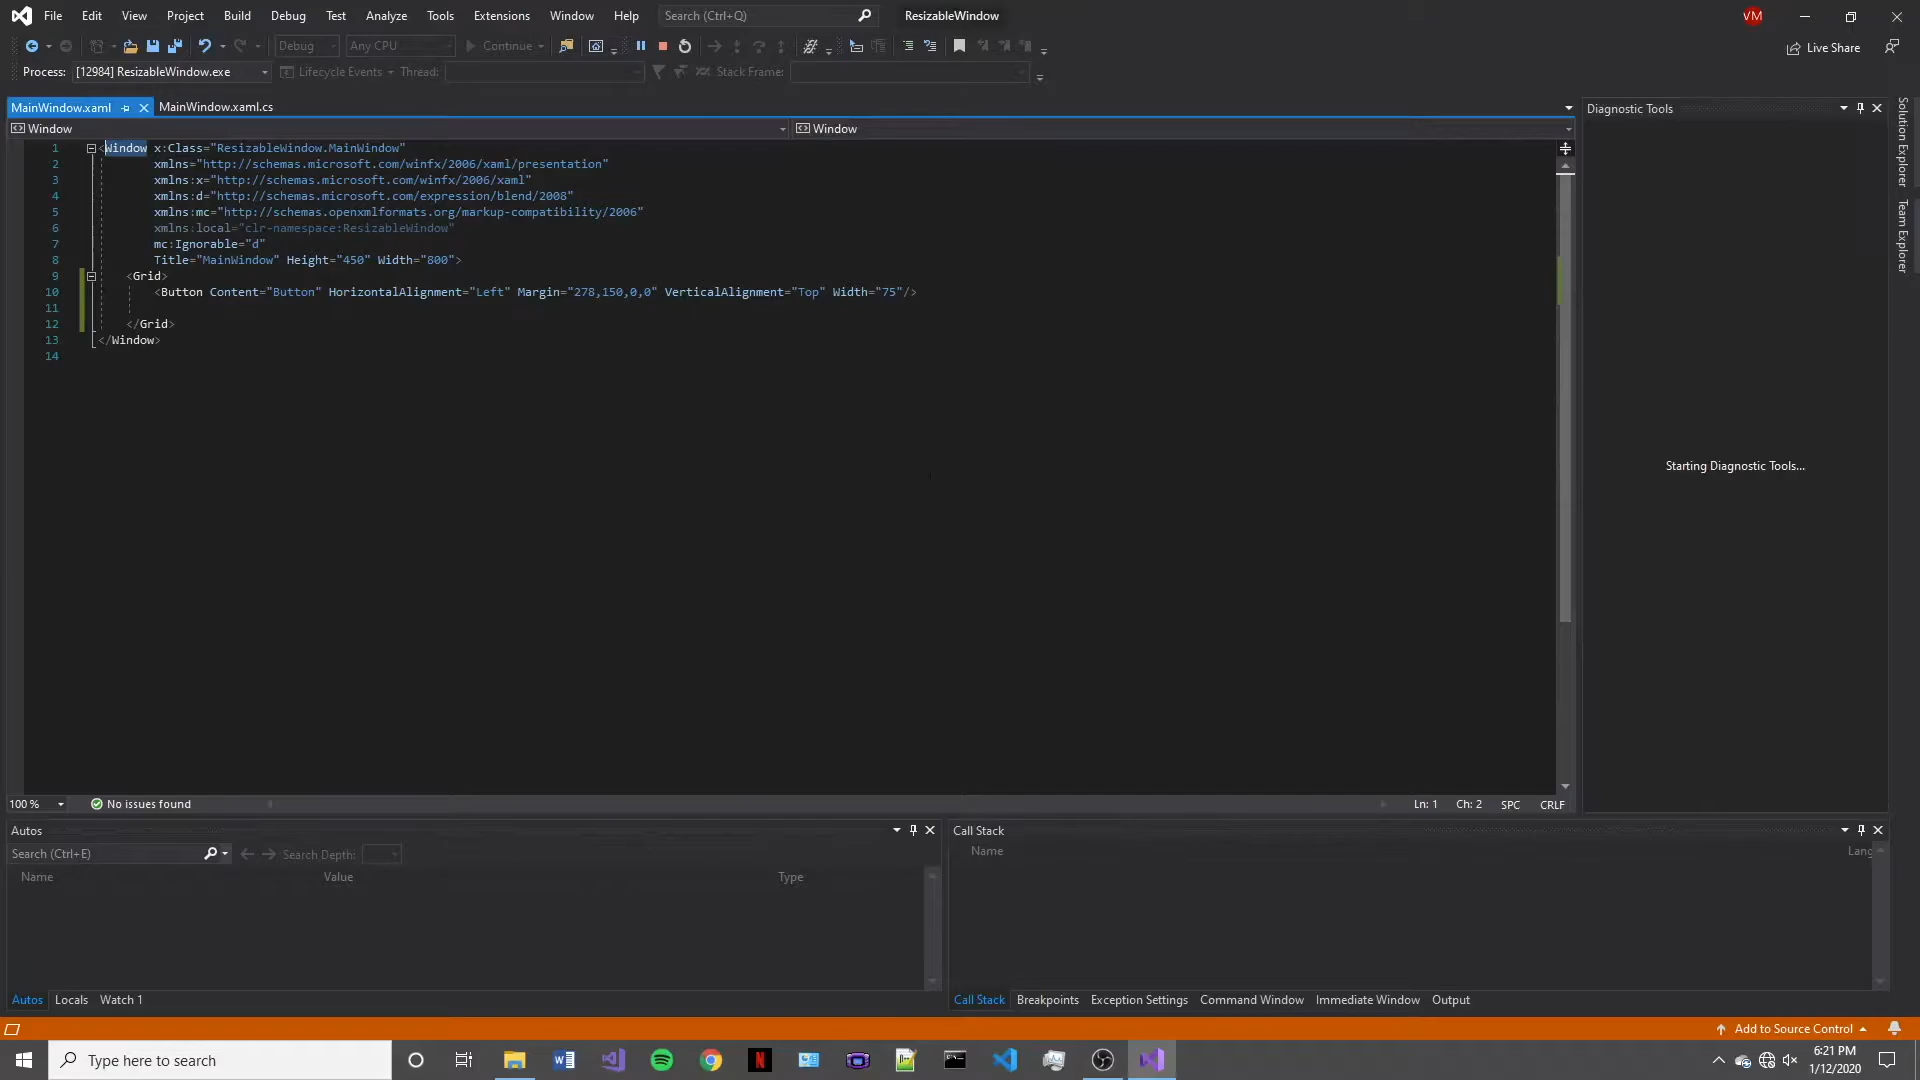 File Edit View Project Build Debug Test Analyze Tools Extensions Window Help Search (Ctrl+Q) ResizableWindow VM
Debug Any CPU Continue Live Share
Process: [12984] ResizableWindow.exe Lifecycle Events Thread: Stack Frame:
MainWindow.xaml MainWindow.xaml.cs Diagnostic Tools
Window Window
1 <Window x:Class="ResizableWindow.MainWindow"
2 xmlns="http://schemas.microsoft.com/winfx/2006/xaml/presentation"
3 xmlns:x="http://schemas.microsoft.com/winfx/2006/xaml"
4 xmlns:d="http://schemas.microsoft.com/expression/blend/2008"
5 xmlns:mc="http://schemas.openxmlformats.org/markup-compatibility/2006"
6 xmlns:local="clr-namespace:ResizableWindow"
7 mc:Ignorable="d"
8 Title="MainWindow" Height="450" Width="800">
9 <Grid>
10 <Button Content="Button" HorizontalAlignment="Left" Margin="278,150,0,0" VerticalAlignment="Top" Width="75"/>
11
12 </Grid>
13 </Window>
14
Starting Diagnostic Tools...
Solution Explorer
Team Explorer
100 % No issues found Ln: 1 Ch: 2 SPC CRLF
Autos
Search (Ctrl+E) Search Depth:
Name Value Type
Autos Locals Watch 1
Call Stack
Name Lang
Call Stack Breakpoints Exception Settings Command Window Immediate Window Output
Add to Source Control
Type here to search
6:21 PM
1/12/2020